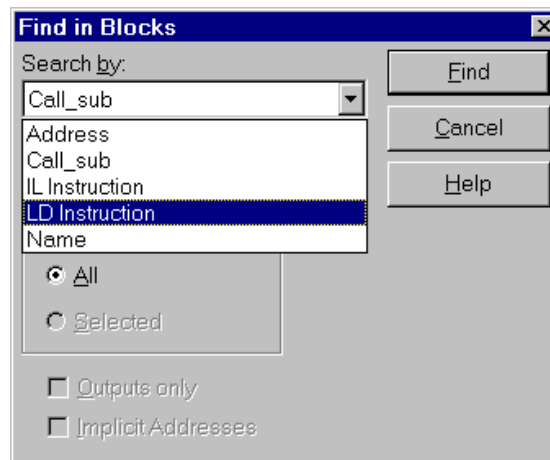 Find in Blocks
Search by:
Call_sub
Address
Call_sub
IL Instruction
LD Instruction
Name
All
Selected
Outputs only
Implicit Addresses
Find
Cancel
Help